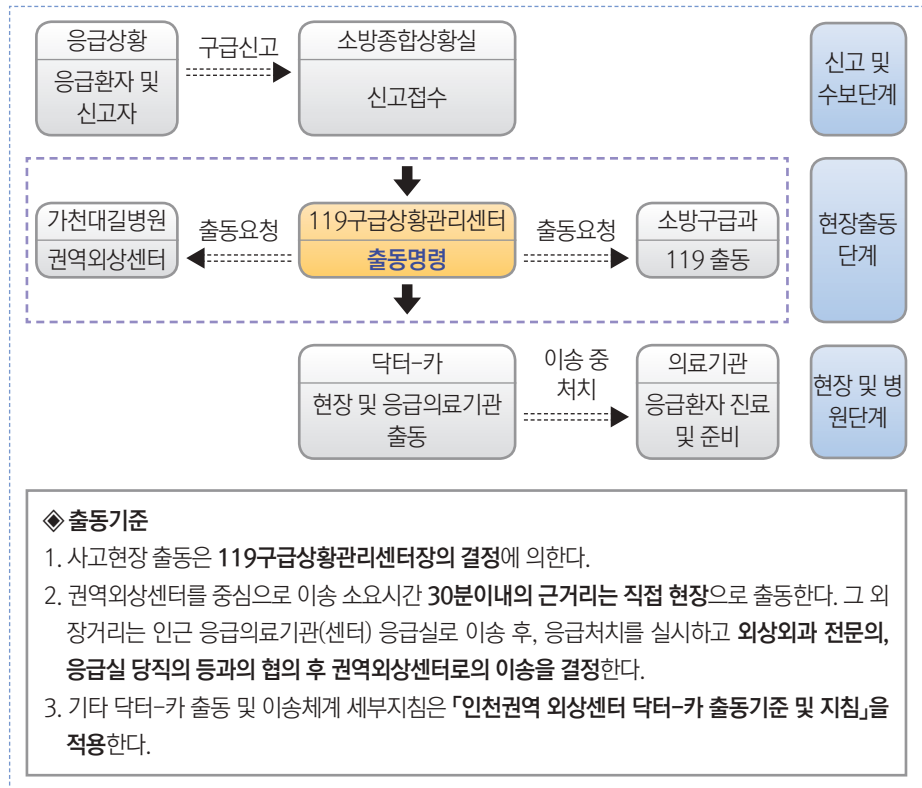 응급상황
응급환자 및
신고자
구급신고
소방종합상황실
신고접수
신고 및
수보단계
가천대길병원
권역외상센터
출동요청
119구급상황관리센터
출동명령
출동요청
소방구급과
119 출동
현장출동
단계
닥터-카
현장 및 응급의료기관
출동
이송 중
처치
의료기관
응급환자 진료
및 준비
현장 및 병
원단계
◈ 출동기준
1. 사고현장 출동은 119구급상황관리센터장의 결정에 의한다.
2. 권역외상센터를 중심으로 이송 소요시간 30분이내의 근거리는 직접 현장으로 출동한다. 그 외
장거리는 인근 응급의료기관(센터) 응급실로 이송 후, 응급처치를 실시하고 외상외과 전문의,
응급실 당직의 등과의 협의 후 권역외상센터로의 이송을 결정한다.
3. 기타 닥터-카 출동 및 이송체계 세부지침은 「인천권역 외상센터 닥터-카 출동기준 및 지침」을
적용한다.